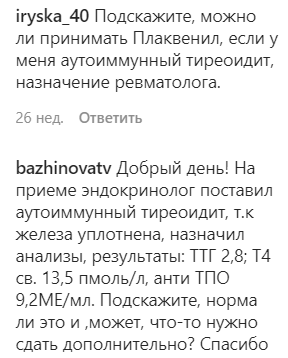 iryska_40 Подскажите, можно
ли принимать Плаквенил, если у
меня аутоиммунный тиреоидит,
назначение ревматолога.
26 нед. Ответить
bazhinovatv Добрый день! На
приеме эндокринолог поставил
аутоиммунный тиреоидит, т.к
железа уплотнена, назначил
анализы, результаты: ТТГ 2,8; Т4
св. 13,5 пмоль/л, анти ТПО
9,2МЕ/мл. Подскажите, норма
ли это и ,может, что-то нужно
сдать дополнительно? Спасибо